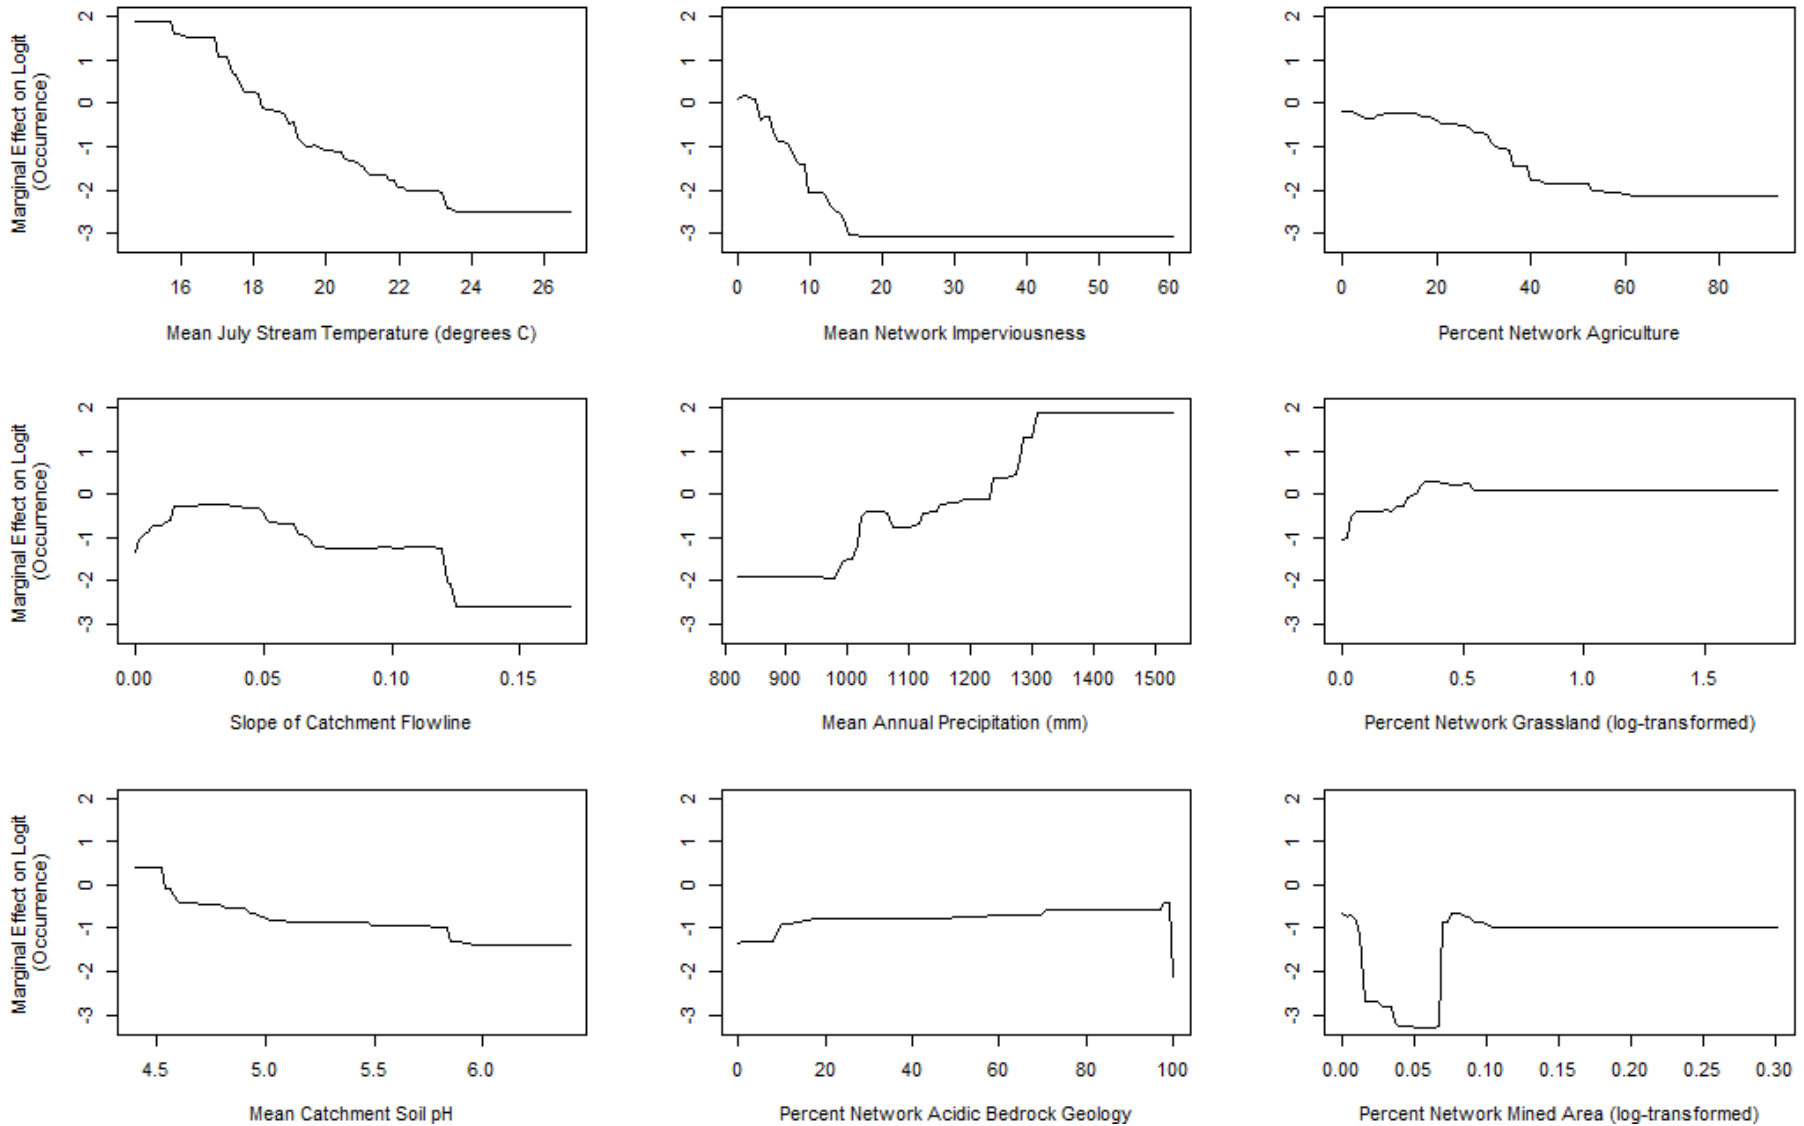 Marginal Effect on Logit
(Occurrence)
2
1
0
-1
-2
-3
16 18 20 22 24 26
Mean July Stream Temperature (degrees C)
2
1
0
-1
-2
-3
0 10 20 30 40 50 60
Mean Network Imperviousness
2
1
0
-1
-2
-3
0 20 40 60 80
Percent Network Agriculture
Marginal Effect on Logit
(Occurrence)
2
1
0
-1
-2
-3
0.00 0.05 0.10 0.15
Slope of Catchment Flowline
2
1
0
-1
-2
-3
800 900 1000 1100 1200 1300 1400 1500
Mean Annual Precipitation (mm)
2
1
0
-1
-2
-3
0.0 0.5 1.0 1.5
Percent Network Grassland (log-transformed)
Marginal Effect on Logit
(Occurrence)
2
1
0
-1
-2
-3
4.5 5.0 5.5 6.0
Mean Catchment Soil pH
2
1
0
-1
-2
-3
0 20 40 60 80 100
Percent Network Acidic Bedrock Geology
2
1
0
-1
-2
-3
0.00 0.05 0.10 0.15 0.20 0.25 0.30
Percent Network Mined Area (log-transformed)